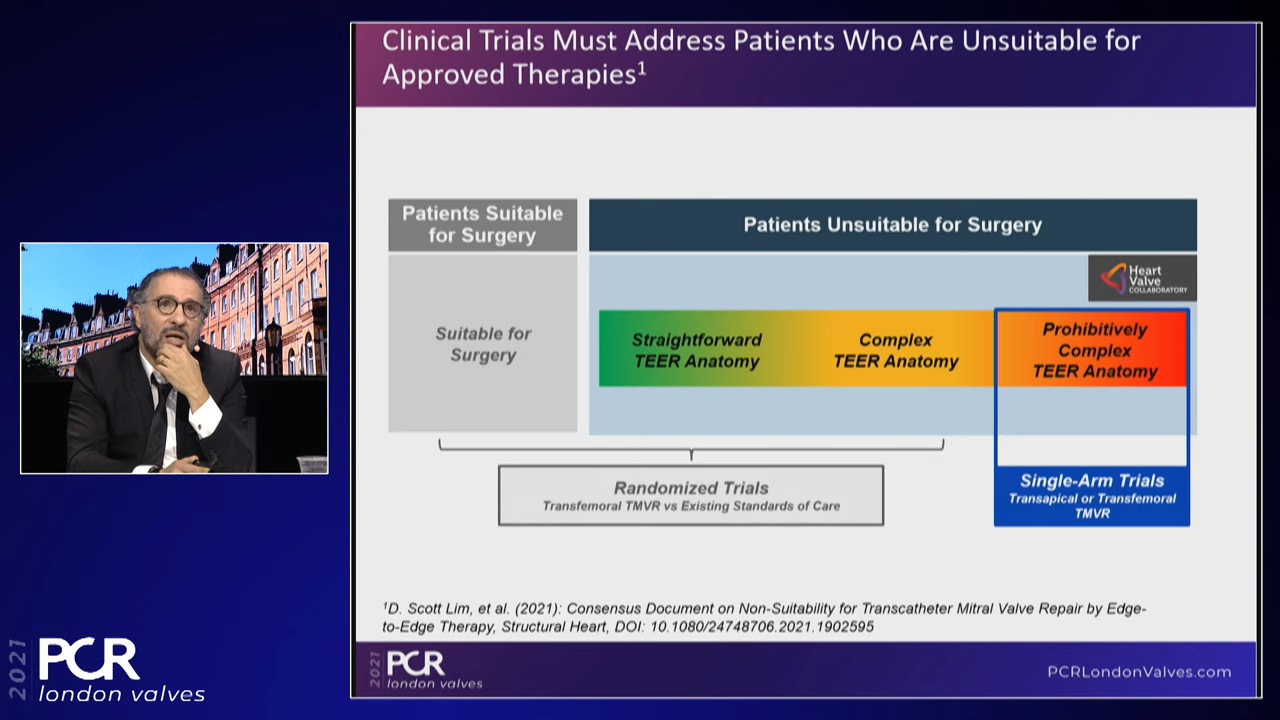 Clinical Trials Must Address Patients Who Are Unsuitable for
Approved Therapies¹
Patients Suitable
for Surgery
Patients Unsuitable for Surgery
Heart
Valve
COLLABORATORY
Suitable for
Surgery
Straightforward
TEER Anatomy
Complex
TEER Anatomy
Prohibitively
Complex
TEER Anatomy
Randomized Trials
Transfemoral TMVR vs Existing Standards of Care
Single-Arm Trials
Transapical or Transfemoral
TMVR
¹D. Scott Lim, et al. (2021): Consensus Document on Non-Suitability for Transcatheter Mitral Valve Repair by Edge-
to-Edge Therapy, Structural Heart, DOI: 10.1080/24748706.2021.1902595
2021
PCR
london valves
PCRLondonValves.com
2021
PCR
london valves